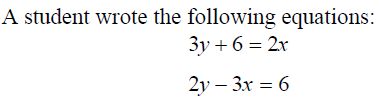 A student wrote the following equations:
3y + 6 = 2x
2y – 3x = 6